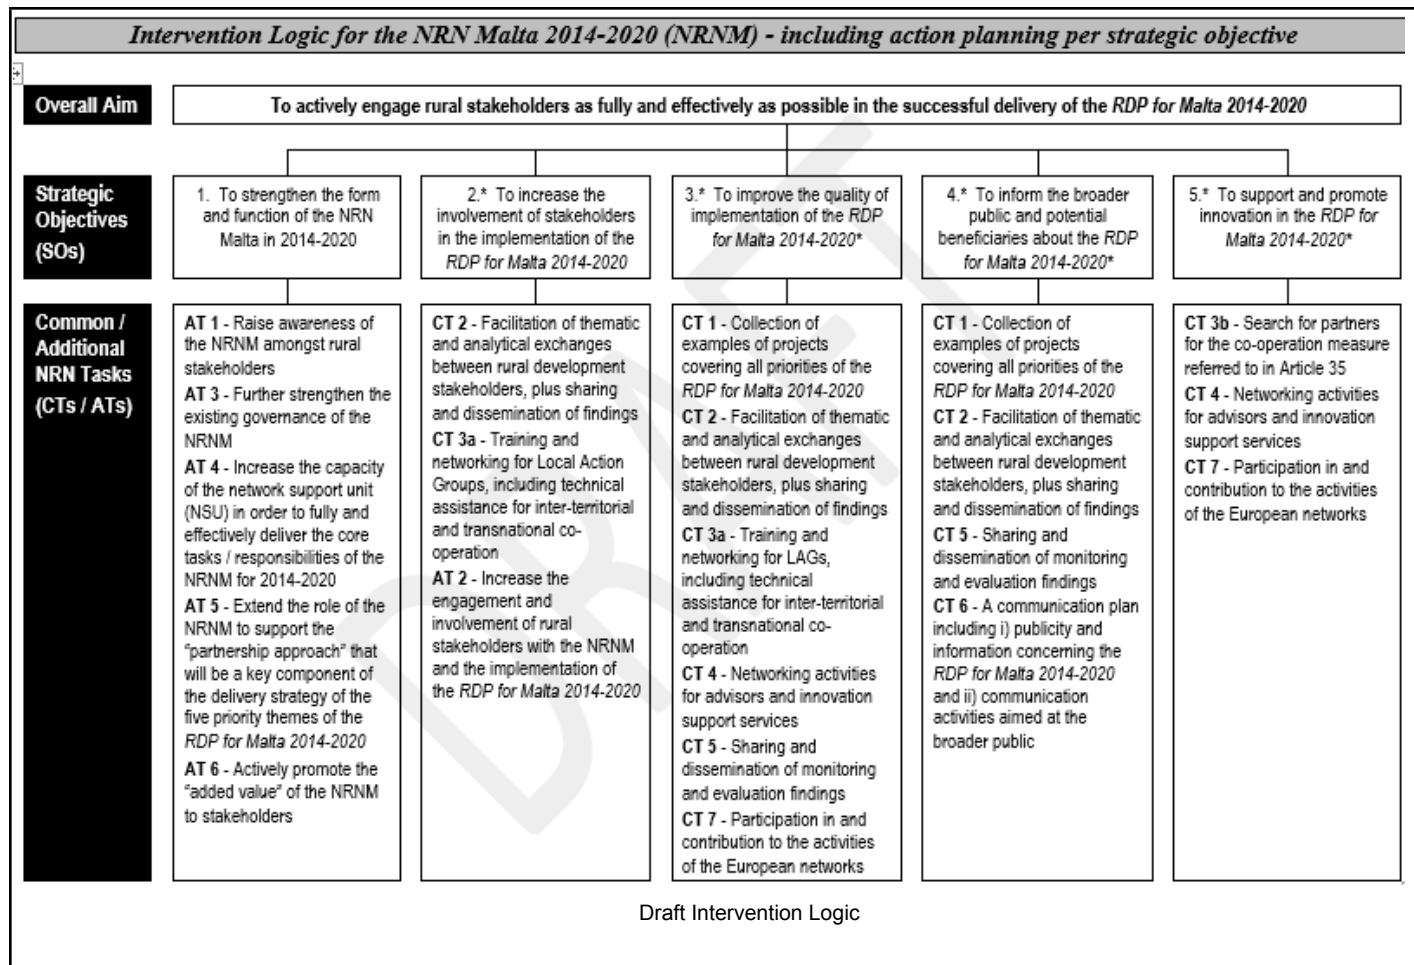 Intervention Logic for the NRN Malta 2014-2020 (NRNM) - including action planning per strategic objective
Overall Aim
To actively engage rural stakeholders as fully and effectively as possible in the successful delivery of the RDP for Malta 2014-2020
Strategic
Objectives
(SOs)
1. To strengthen the form
and function of the NRN
Malta in 2014-2020
2.* To increase the
involvement of stakeholders
in the implementation of the
RDP for Malta 2014-2020
3.* To improve the quality of
implementation of the RDP
for Malta 2014-2020*
4.* To inform the broader
public and potential
beneficiaries about the RDP
for Malta 2014-2020*
5.* To support and promote
innovation in the RDP for
Malta 2014-2020*
Common /
Additional
NRN Tasks
(CTs / ATs)
AT 1 - Raise awareness of
the NRNM amongst rural
stakeholders
AT 3 - Further strengthen the
existing governance of the
NRNM
AT 4 - Increase the capacity
of the network support unit
(NSU) in order to fully and
effectively deliver the core
tasks / responsibilities of the
NRNM for 2014-2020
AT 5 - Extend the role of the
NRNM to support the
"partnership approach" that
will be a key component of
the delivery strategy of the
five priority themes of the
RDP for Malta 2014-2020
AT 6 - Actively promote the
"added value" of the NRNM
to stakeholders
CT 2 - Facilitation of thematic
and analytical exchanges
between rural development
stakeholders, plus sharing
and dissemination of findings
CT 3a - Training and
networking for Local Action
Groups, including technical
assistance for inter-territorial
and transnational co-
operation
AT 2 - Increase the
engagement and
involvement of rural
stakeholders with the NRNM
and the implementation of
the RDP for Malta 2014-2020
CT 1 - Collection of
examples of projects
covering all priorities of the
RDP for Malta 2014-2020
CT 2 - Facilitation of thematic
and analytical exchanges
between rural development
stakeholders, plus sharing
and dissemination of findings
CT 3a - Training and
networking for LAGs,
including technical
assistance for inter-territorial
and transnational co-
operation
CT 4 - Networking activities
for advisors and innovation
support services
CT 5 - Sharing and
dissemination of monitoring
and evaluation findings
CT 7 - Participation in and
contribution to the activities
of the European networks
CT 1 - Collection of
examples of projects
covering all priorities of the
RDP for Malta 2014-2020
CT 2 - Facilitation of thematic
and analytical exchanges
between rural development
stakeholders, plus sharing
and dissemination of findings
CT 5 - Sharing and
dissemination of monitoring
and evaluation findings
CT 6 - A communication plan
including i) publicity and
information concerning the
RDP for Malta 2014-2020
and ii) communication
activities aimed at the
broader public
CT 3b - Search for partners
for the co-operation measure
referred to in Article 35
CT 4 - Networking activities
for advisors and innovation
support services
CT 7 - Participation in and
contribution to the activities
of the European networks
DRAFT
Draft Intervention Logic